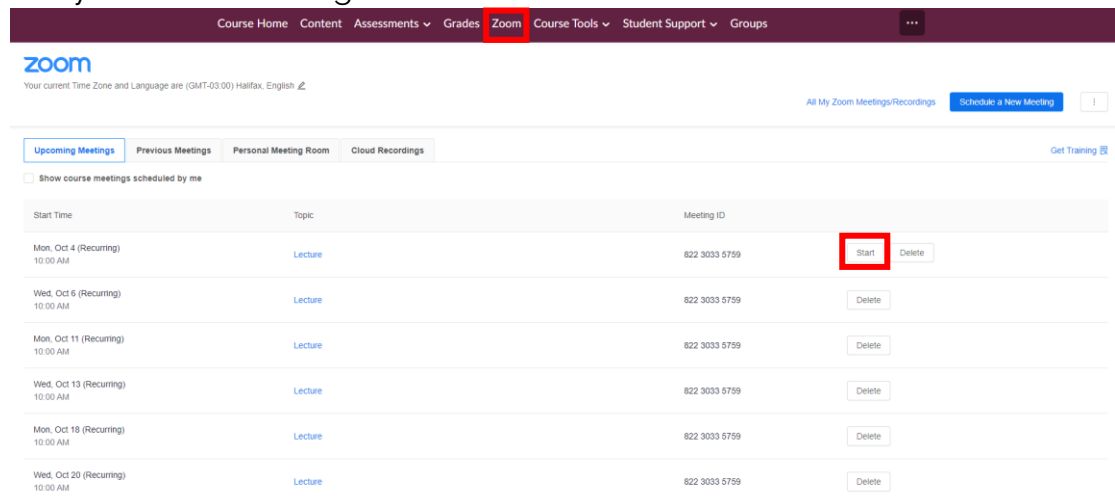 Course Home Content Assessments Grades Zoom Course Tools Student Support Groups ...
zoom
Your current Time Zone and Language are (GMT-03:00) Halifax, English
All My Zoom Meetings/Recordings Schedule a New Meeting
Upcoming Meetings Previous Meetings Personal Meeting Room Cloud Recordings Get Training
Show course meetings scheduled by me
Start Time Topic Meeting ID
Mon, Oct 4 (Recurring)
10:00 AM
Lecture 822 3033 5759 Start Delete
Wed, Oct 6 (Recurring)
10:00 AM
Lecture 822 3033 5759 Delete
Mon, Oct 11 (Recurring)
10:00 AM
Lecture 822 3033 5759 Delete
Wed, Oct 13 (Recurring)
10:00 AM
Lecture 822 3033 5759 Delete
Mon, Oct 18 (Recurring)
10:00 AM
Lecture 822 3033 5759 Delete
Wed, Oct 20 (Recurring)
10:00 AM
Lecture 822 3033 5759 Delete